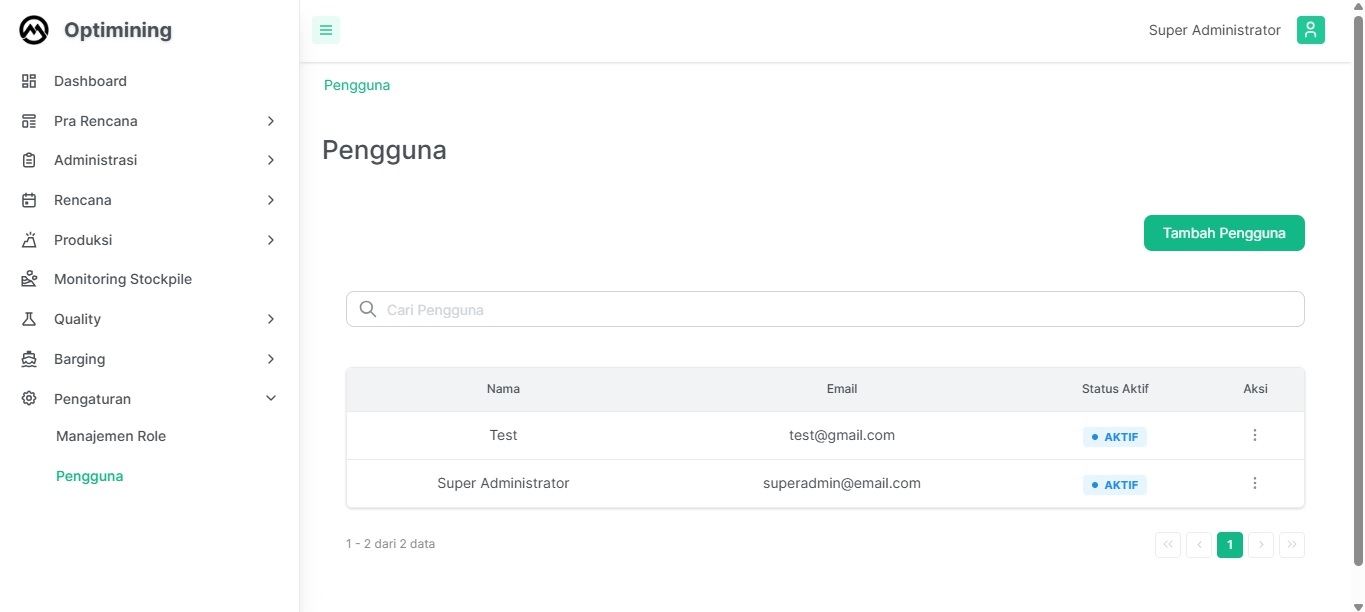 Optimining
Super Administrator
Dashboard
Pra Rencana
Administrasi
Rencana
Produksi
Monitoring Stockpile
Quality
Barging
Pengaturan
Manajemen Role
Pengguna
Pengguna
Pengguna
Tambah Pengguna
Cari Pengguna
Nama Email Status Aktif Aksi
Test test@gmail.com AKTIF
Super Administrator superadmin@email.com AKTIF
1 - 2 dari 2 data
1